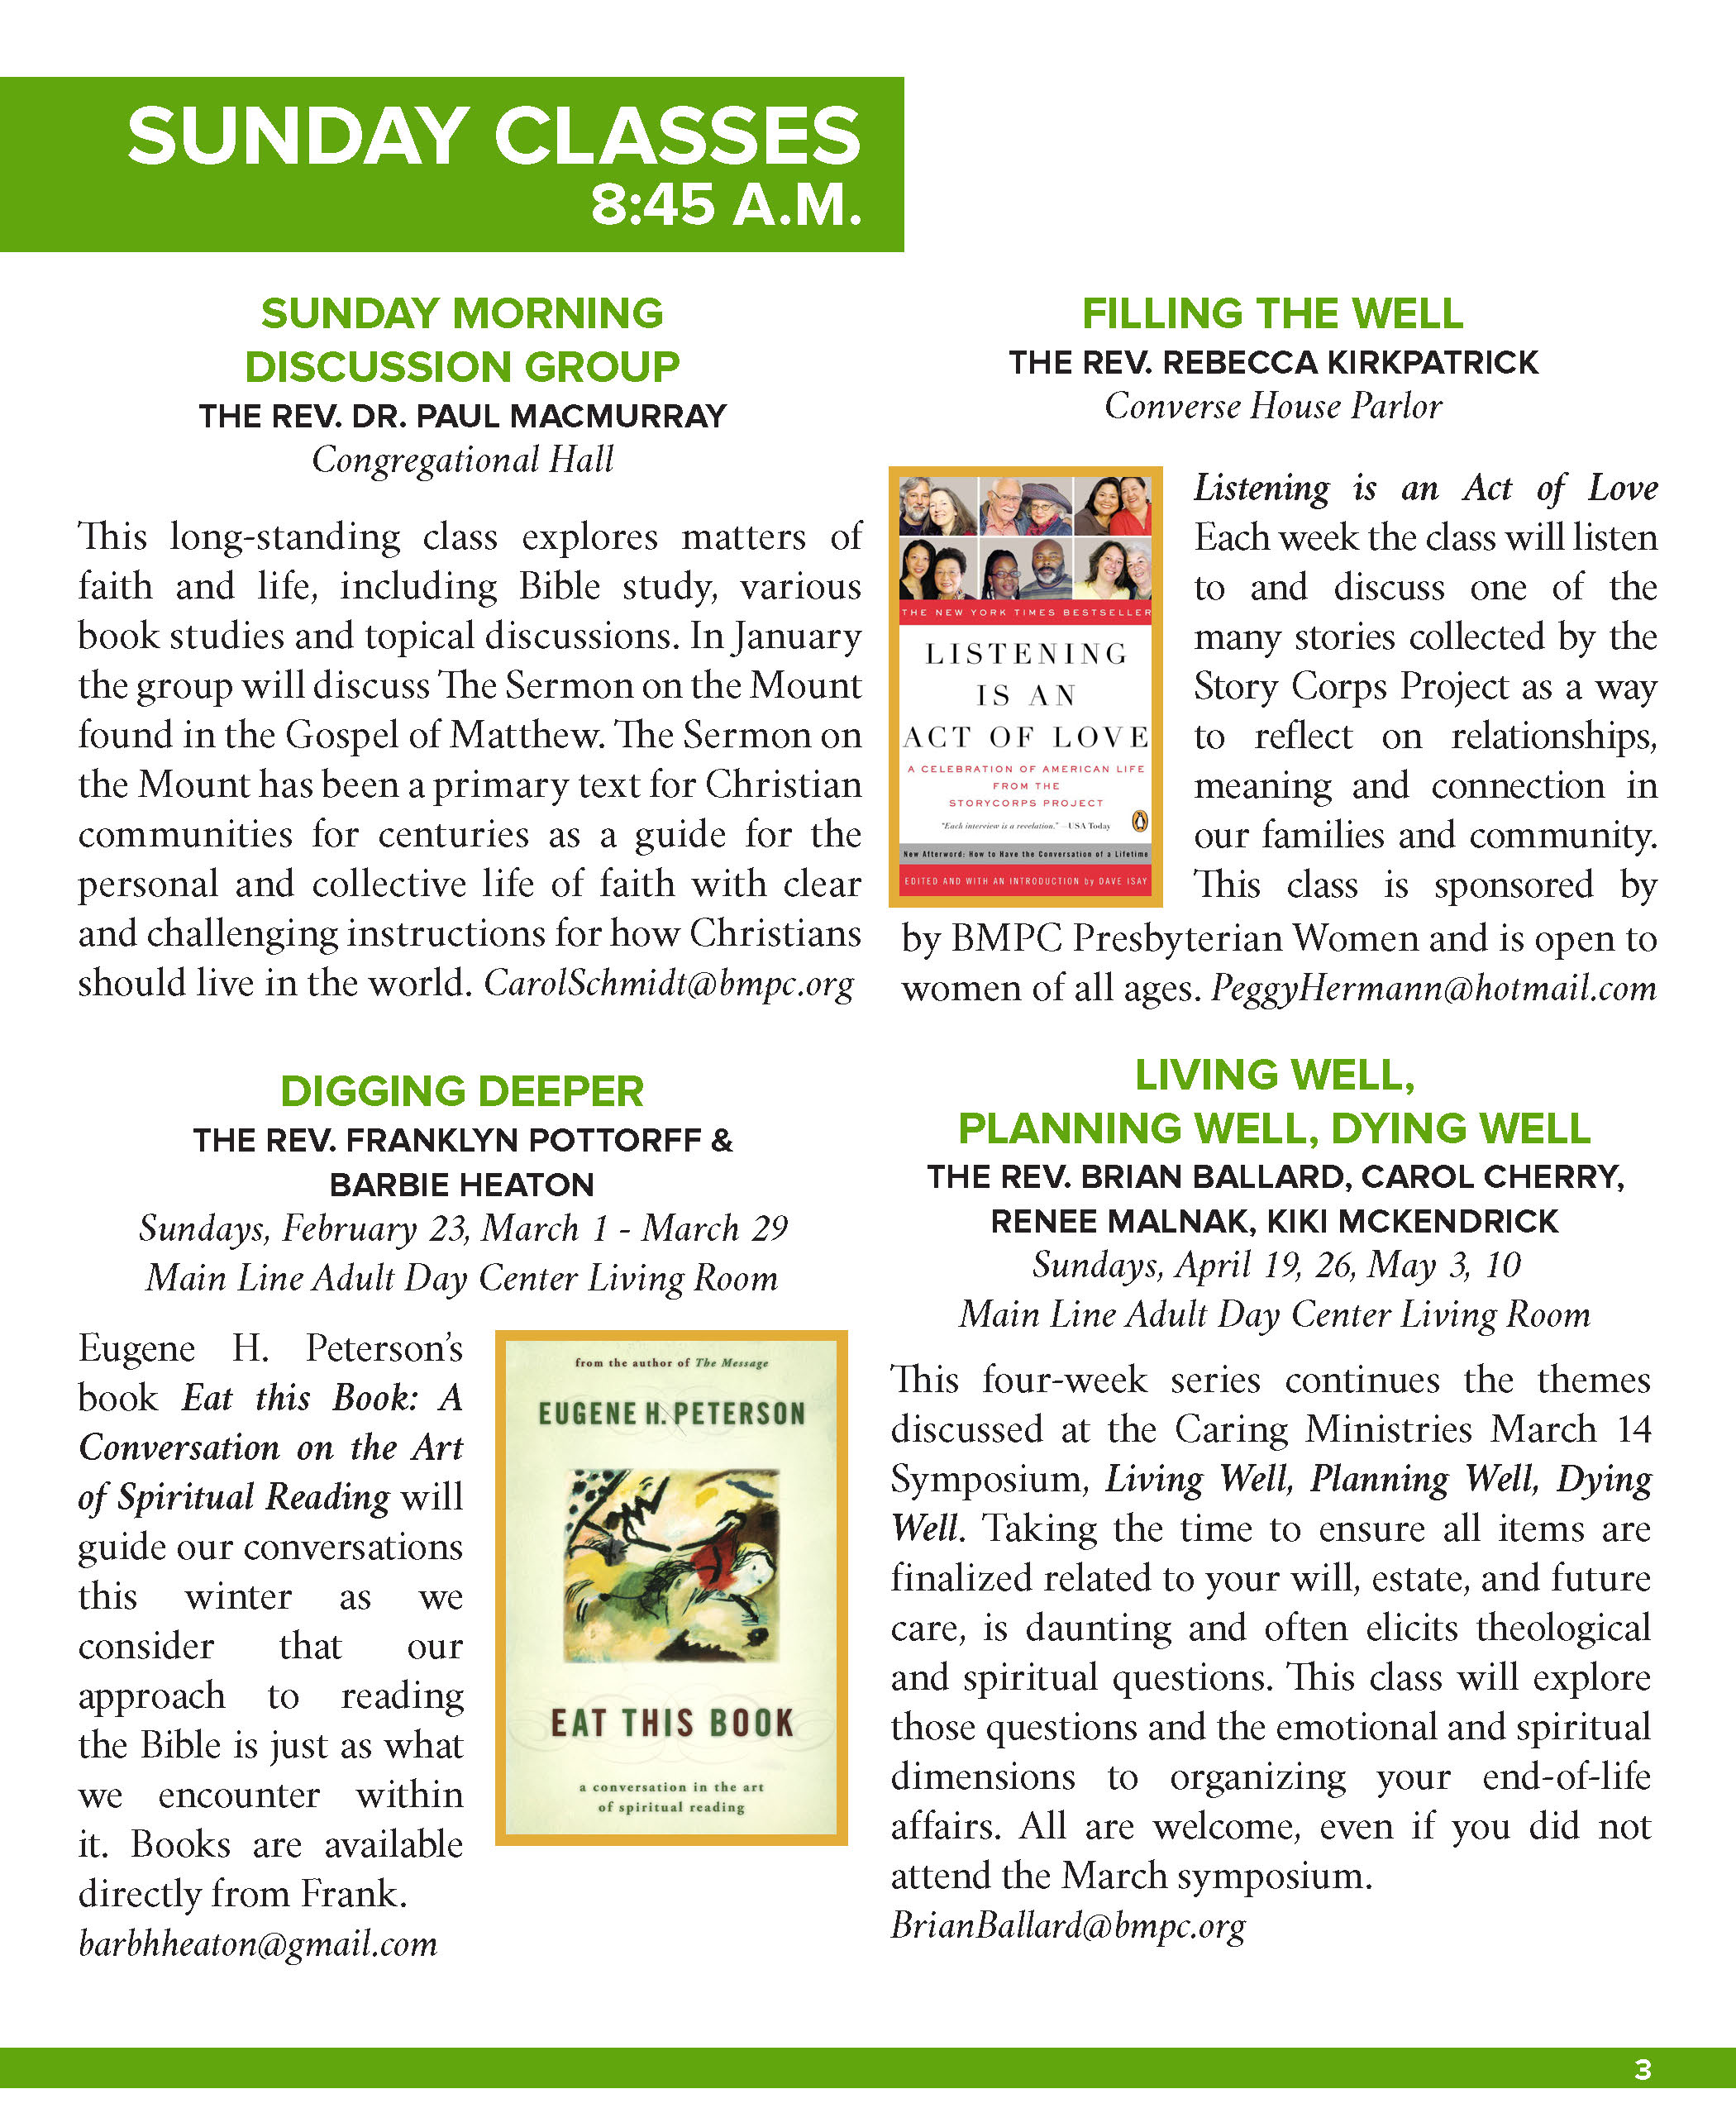 SUNDAY CLASSES
8:45 A.M.
SUNDAY MORNING
DISCUSSION GROUP
THE REV. DR. PAUL MACMURRAY
Congregational Hall
This long-standing class explores matters of
faith and life, including Bible study, various
book studies and topical discussions. In January
the group will discuss The Sermon on the Mount
found in the Gospel of Matthew. The Sermon on
the Mount has been a primary text for Christian
communities for centuries as a guide for the
personal and collective life of faith with clear
and challenging instructions for how Christians
should live in the world. CarolSchmidt@bmpc.org
DIGGING DEEPER
THE REV. FRANKLYN POTTORFF &
BARBIE HEATON
Sundays, February 23, March 1 - March 29
Main Line Adult Day Center Living Room
Eugene H. Peterson's
book Eat this Book: A
Conversation on the Art
of Spiritual Reading will
guide our conversations
this winter as we
consider that our
approach to reading
the Bible is just as what
we encounter within
it. Books are available
directly from Frank.
barbhheaton@gmail.com
from the author of The Message
EUGENE H. PETERSON
EAT THIS BOOK
a conversation in the art
of spiritual reading
FILLING THE WELL
THE REV. REBECCA KIRKPATRICK
Converse House Parlor
THE NEW YORK TIMES BESTSELLER
LISTENING
IS AN
ACT OF LOVE
A CELEBRATION OF AMERICAN LIFE
FROM THE
STORYCORPS PROJECT
"Each interview is a revelation." —USA Today
New Afterword: How to Have the Conversation of a Lifetime
EDITED AND WITH AN INTRODUCTION by DAVE ISAY
Listening is an Act of Love
Each week the class will listen
to and discuss one of the
many stories collected by the
Story Corps Project as a way
to reflect on relationships,
meaning and connection in
our families and community.
This class is sponsored by
by BMPC Presbyterian Women and is open to
women of all ages. PeggyHermann@hotmail.com
LIVING WELL,
PLANNING WELL, DYING WELL
THE REV. BRIAN BALLARD, CAROL CHERRY,
RENEE MALNAK, KIKI MCKENDRICK
Sundays, April 19, 26, May 3, 10
Main Line Adult Day Center Living Room
This four-week series continues the themes
discussed at the Caring Ministries March 14
Symposium, Living Well, Planning Well, Dying
Well. Taking the time to ensure all items are
finalized related to your will, estate, and future
care, is daunting and often elicits theological
and spiritual questions. This class will explore
those questions and the emotional and spiritual
dimensions to organizing your end-of-life
affairs. All are welcome, even if you did not
attend the March symposium.
BrianBallard@bmpc.org
3